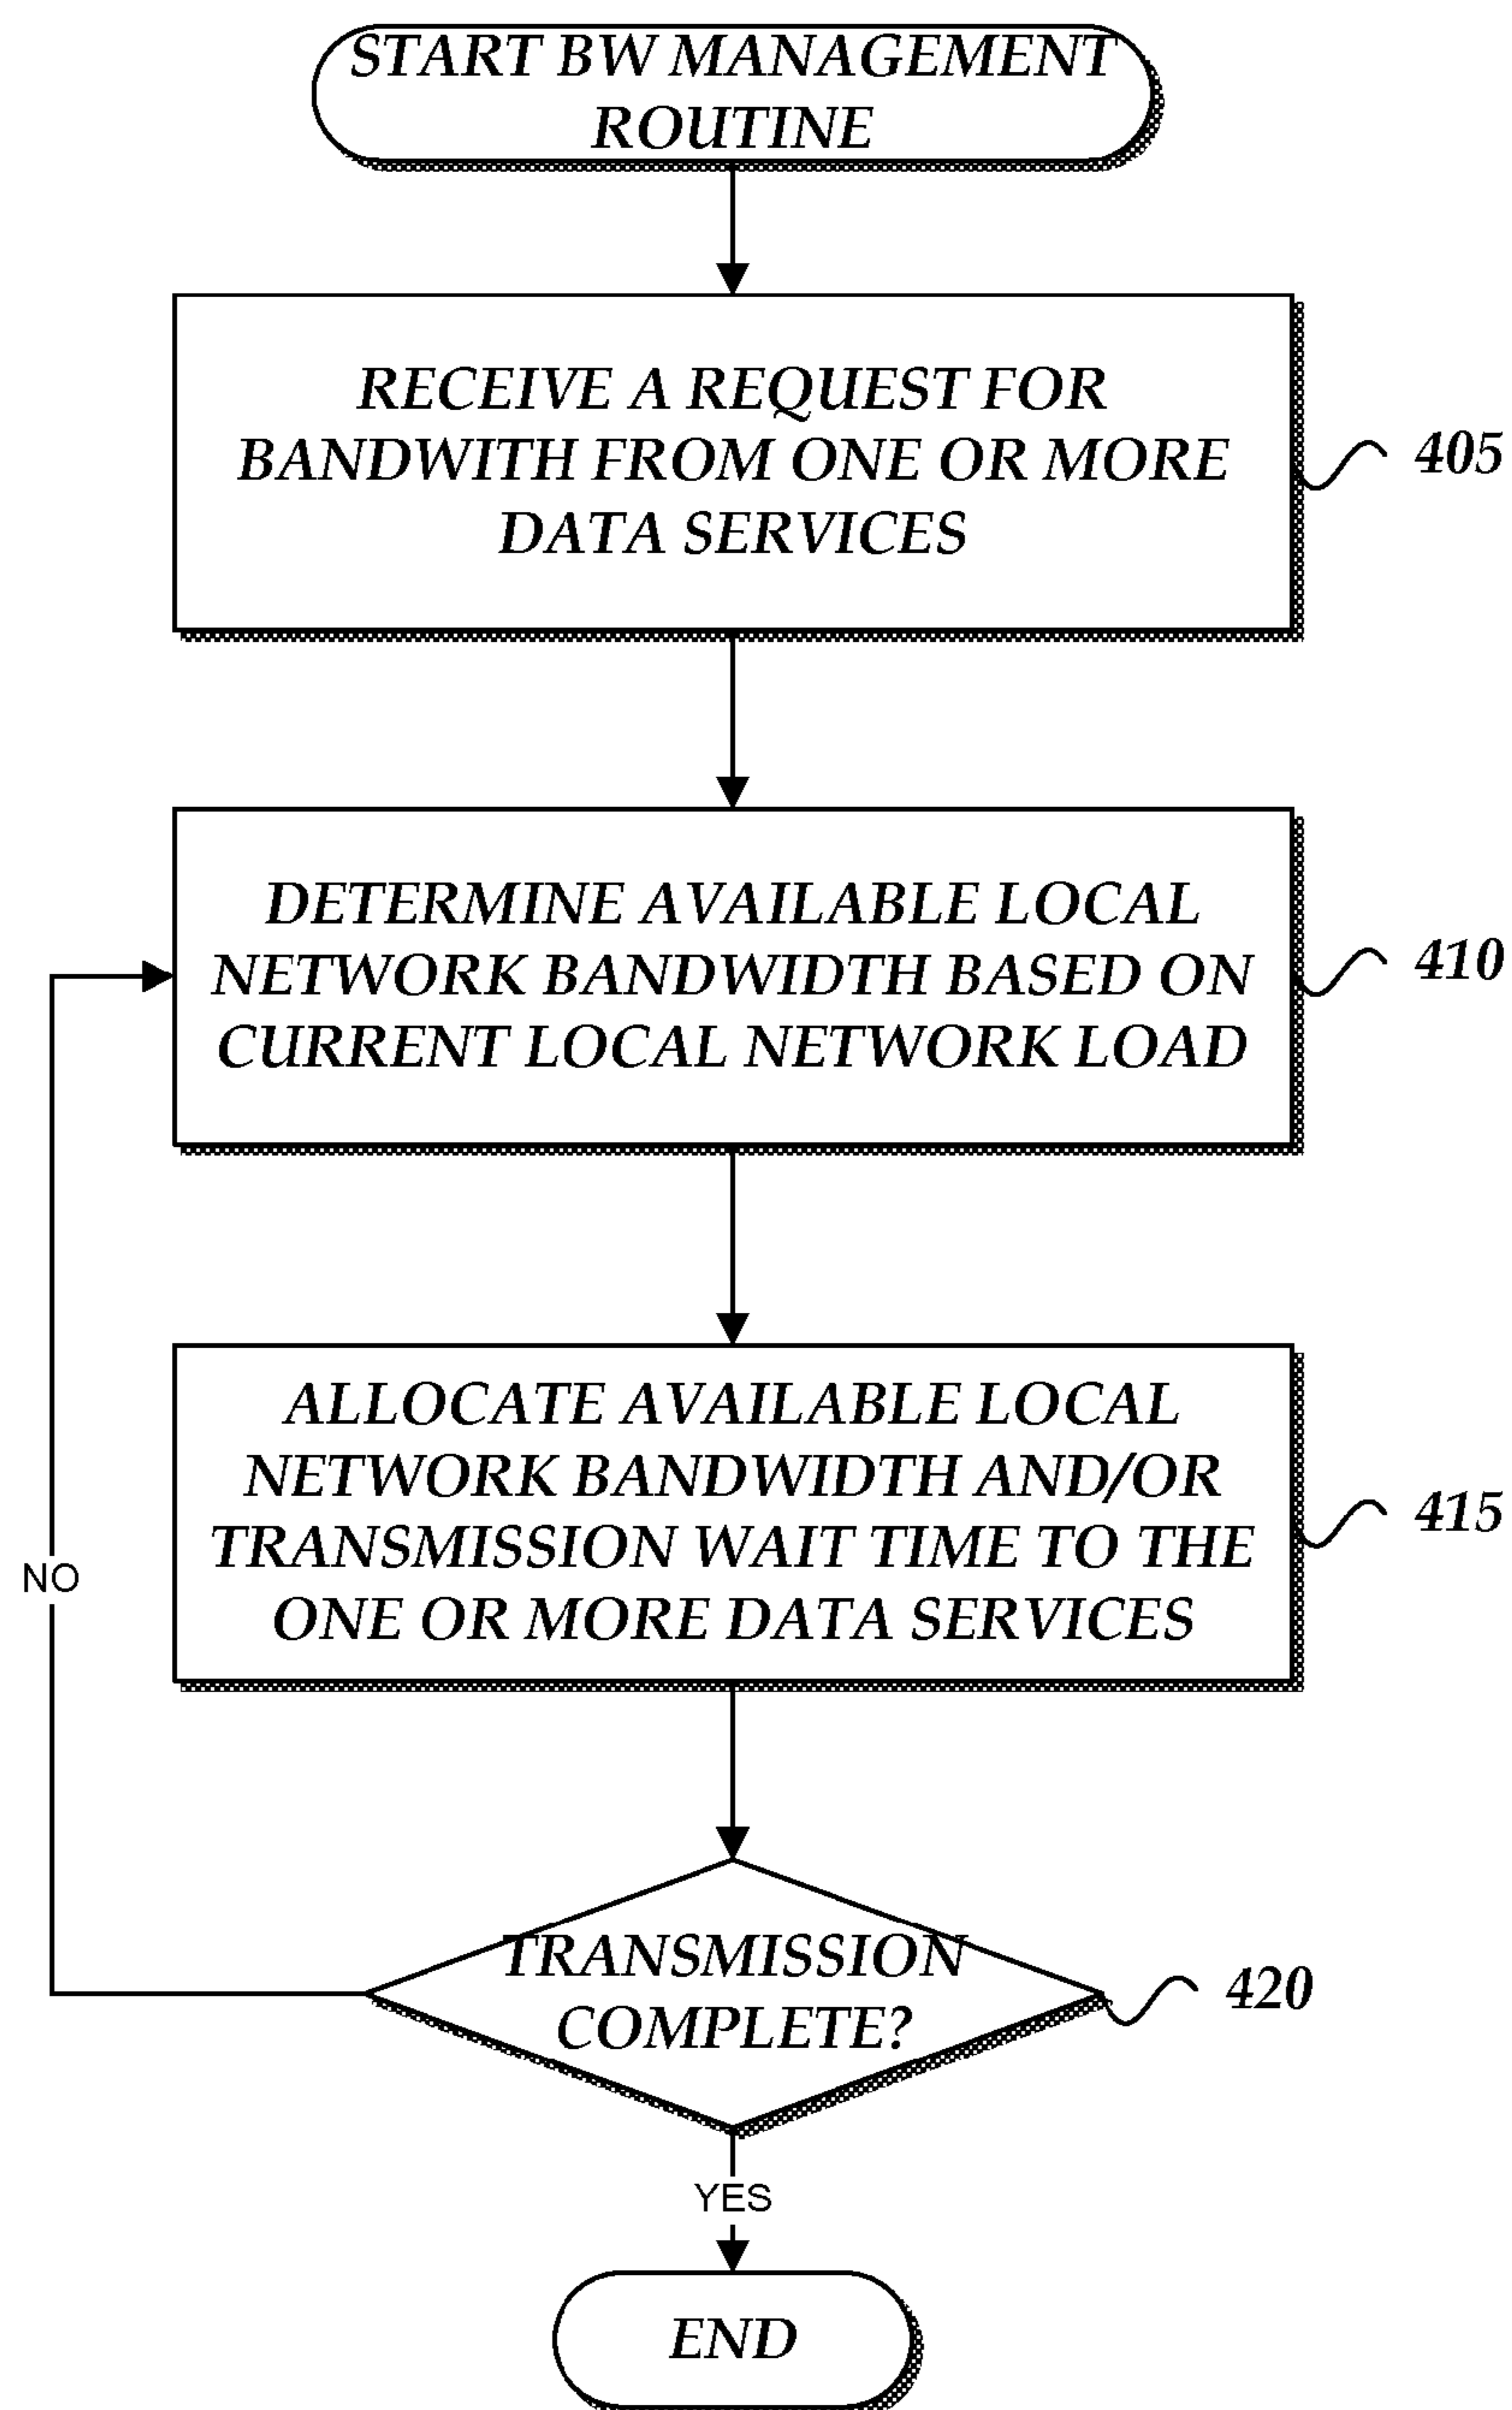 START BW MANAGEMENT
ROUTINE
RECEIVE A REQUEST FOR
BANDWITH FROM ONE OR MORE
DATA SERVICES
405
DETERMINE AVAILABLE LOCAL
NETWORK BANDWIDTH BASED ON
CURRENT LOCAL NETWORK LOAD
410
ALLOCATE AVAILABLE LOCAL
NETWORK BANDWIDTH AND/OR
TRANSMISSION WAIT TIME TO THE
ONE OR MORE DATA SERVICES
415
NO
TRANSMISSION
COMPLETE?
420
YES
END